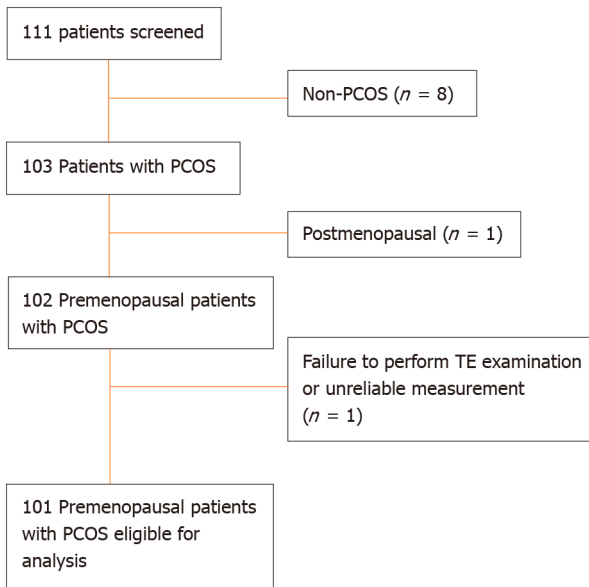 111 patients screened
Non-PCOS (n = 8)
103 Patients with PCOS
Postmenopausal (n = 1)
102 Premenopausal patients
with PCOS
Failure to perform TE examination
or unreliable measurement
(n = 1)
101 Premenopausal patients
with PCOS eligible for
analysis